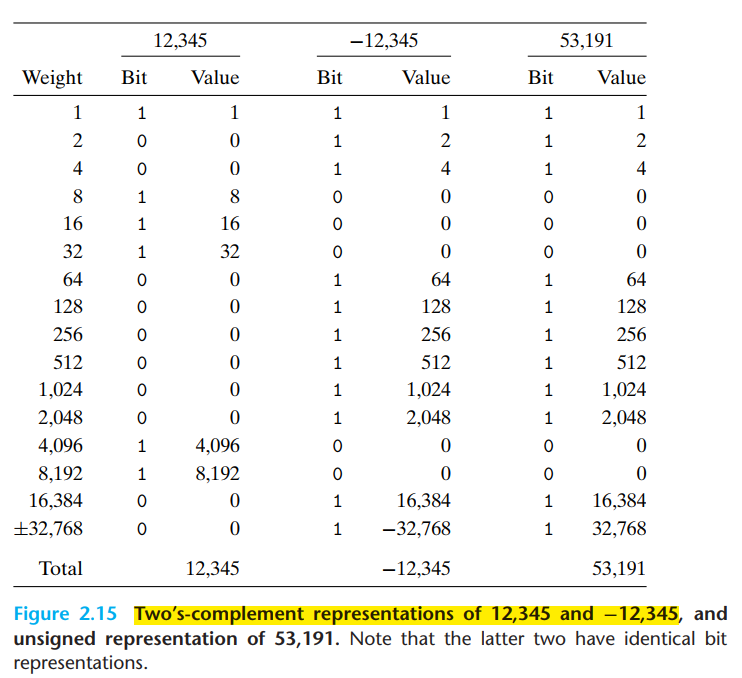 12,345 −12,345 53,191
Weight Bit Value Bit Value Bit Value
1 1 1 1 1 1 1
2 0 0 1 2 1 2
4 0 0 1 4 1 4
8 1 8 0 0 0 0
16 1 16 0 0 0 0
32 1 32 0 0 0 0
64 0 0 1 64 1 64
128 0 0 1 128 1 128
256 0 0 1 256 1 256
512 0 0 1 512 1 512
1,024 0 0 1 1,024 1 1,024
2,048 0 0 1 2,048 1 2,048
4,096 1 4,096 0 0 0 0
8,192 1 8,192 0 0 0 0
16,384 0 0 1 16,384 1 16,384
±32,768 0 0 1 −32,768 1 32,768
Total 12,345 −12,345 53,191
Figure 2.15 Two’s-complement representations of 12,345 and −12,345, and
unsigned representation of 53,191. Note that the latter two have identical bit
representations.